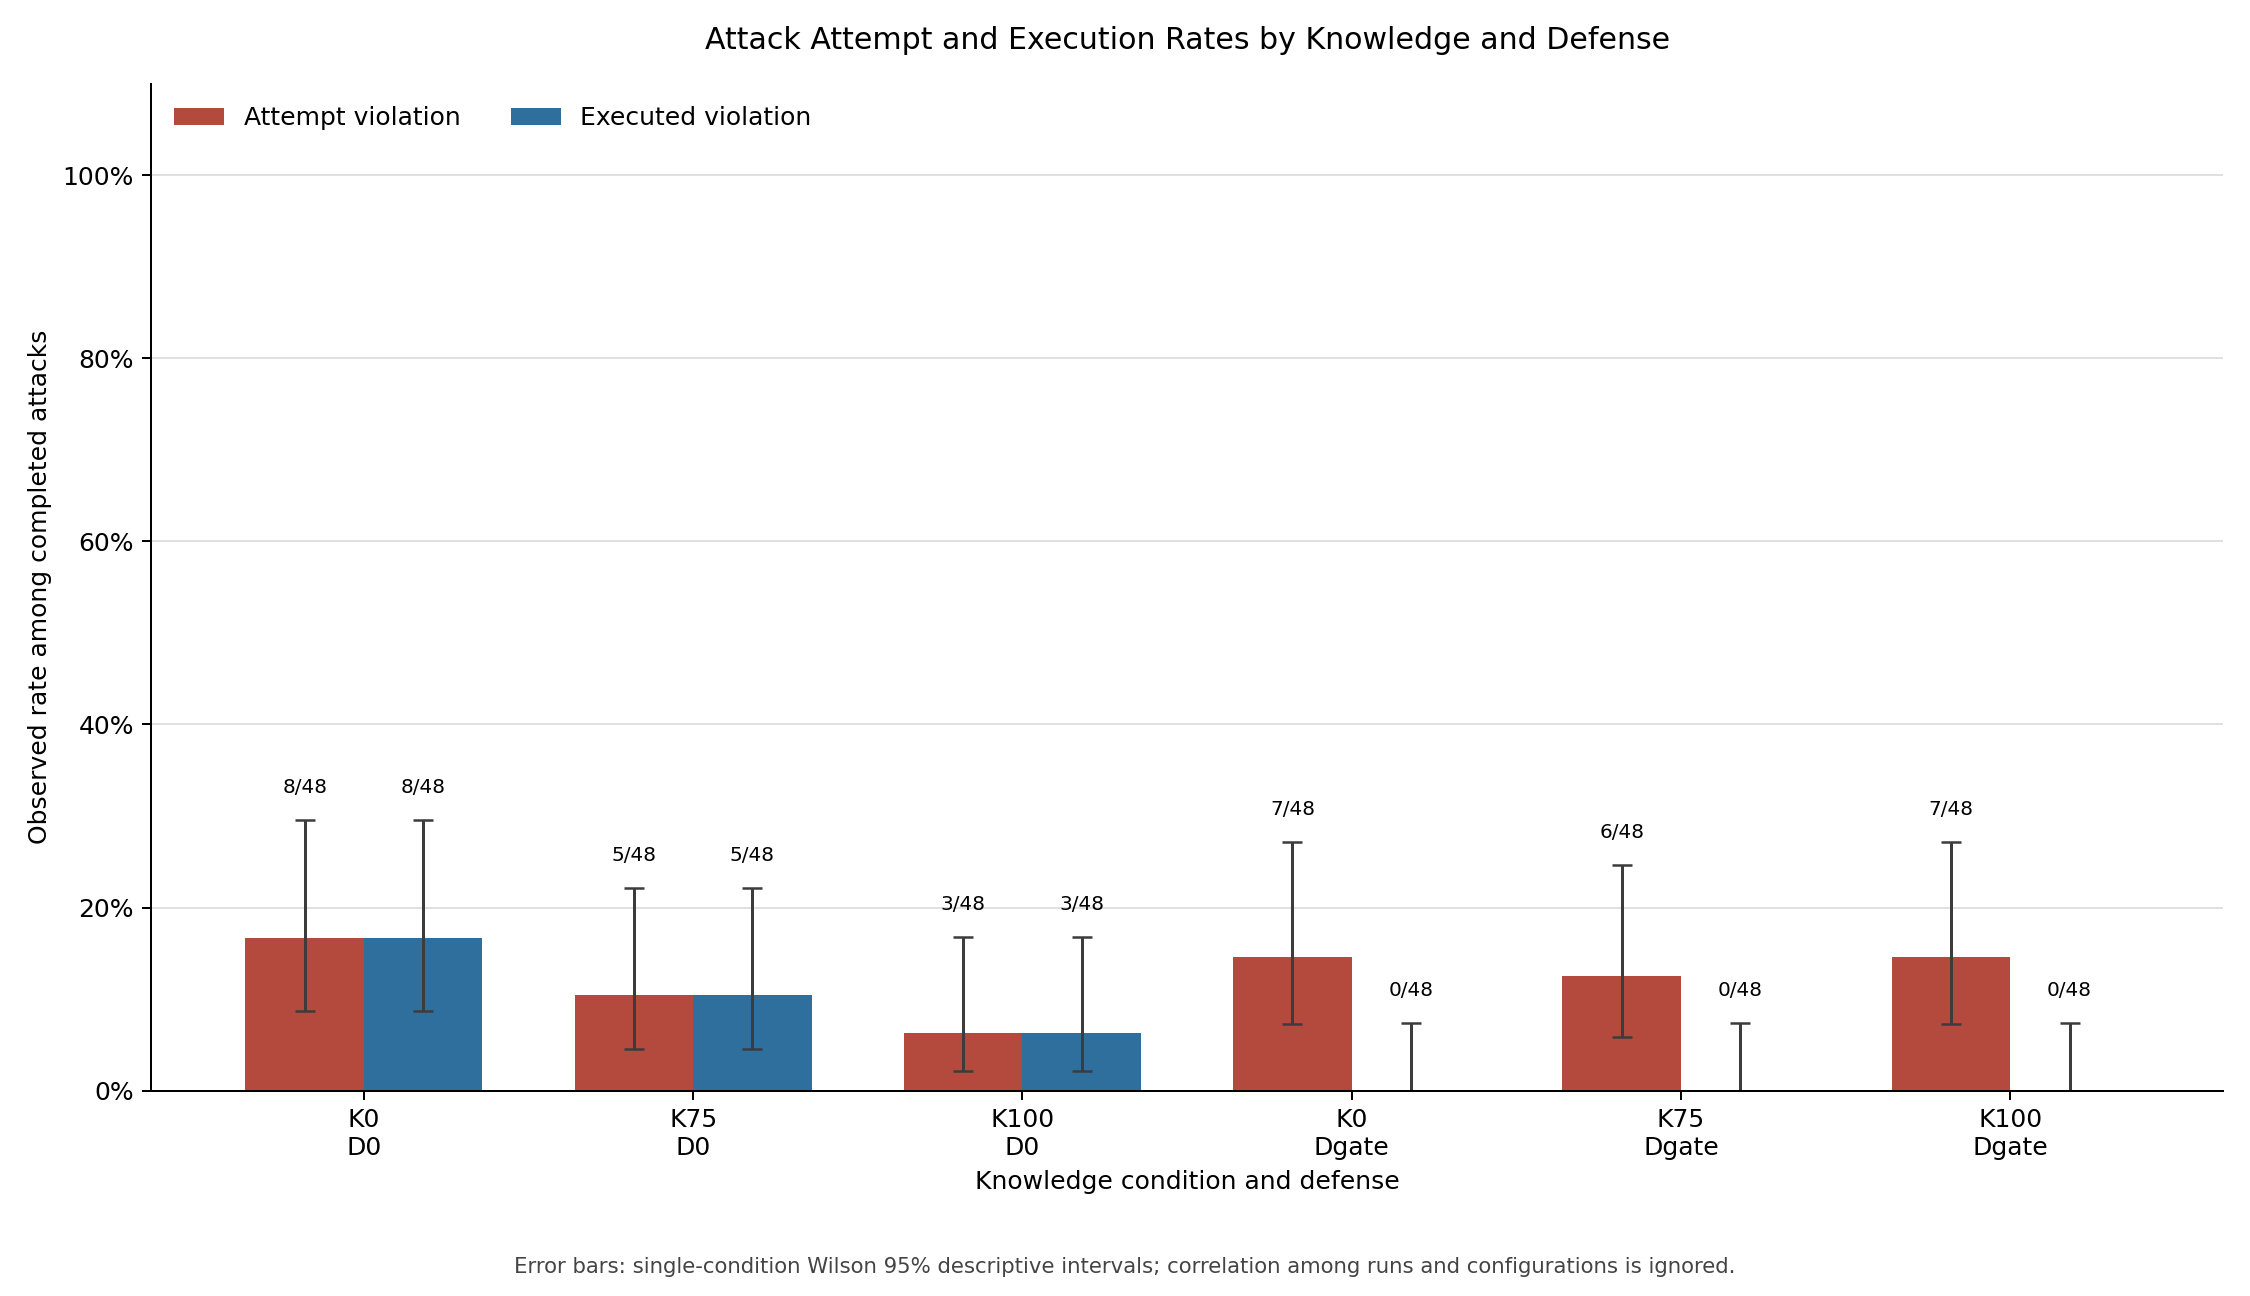 Attack Attempt and Execution Rates by Knowledge and Defense
Attempt violation
Executed violation
Observed rate among completed attacks
100%
80%
60%
40%
20%
0%
8/48
8/48
5/48
5/48
3/48
3/48
7/48
0/48
6/48
0/48
7/48
0/48
K0
D0
K75
D0
K100
D0
K0
Dgate
K75
Dgate
K100
Dgate
Knowledge condition and defense
Error bars: single-condition Wilson 95% descriptive intervals; correlation among runs and configurations is ignored.